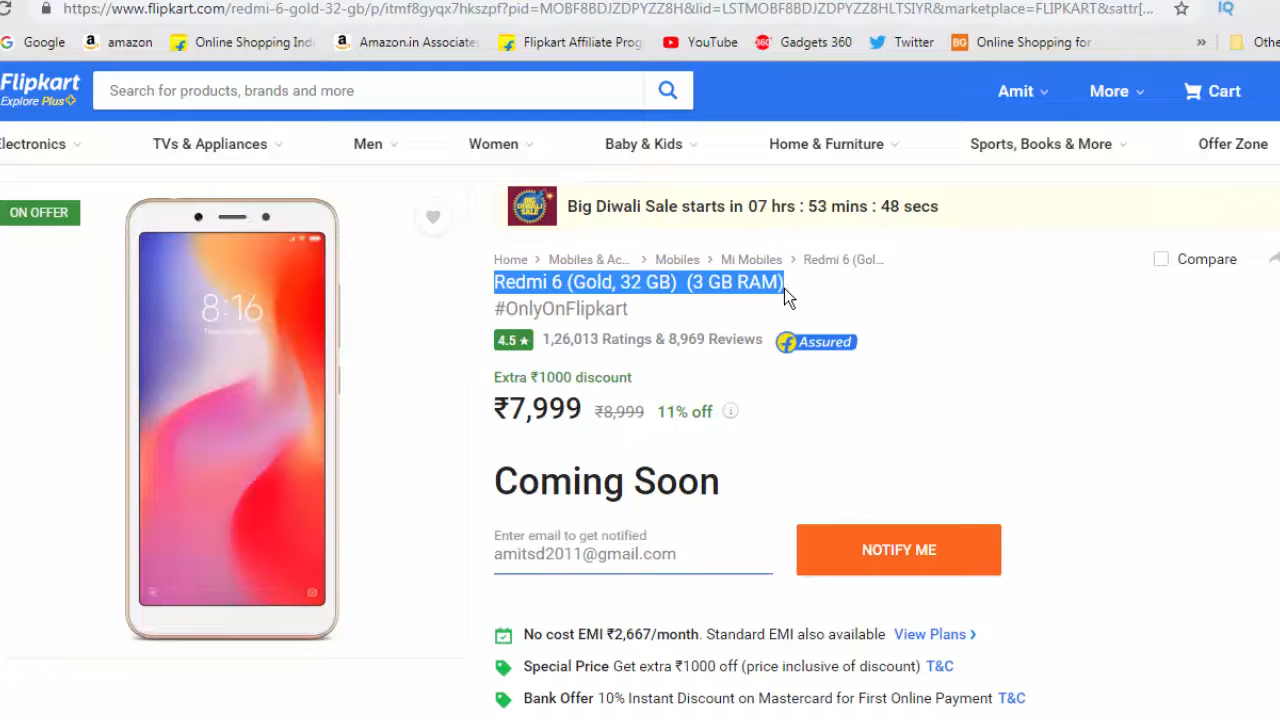 https://www.flipkart.com/redmi-6-gold-32-gb/p/itmf8gyqx7hkszpf?pid=MOBF8BDJZDPYZZ8H&lid=LSTMOBF8BDJZDPYZZ8HLTSIYR&marketplace=FLIPKART&sattr[... IQ
Google amazon Online Shopping Indi Amazon.in Associate Flipkart Affiliate Prog YouTube 360 Gadgets 360 Twitter BG Online Shopping for » Othe
Flipkart
Explore Plus
Search for products, brands and more
Amit More Cart
Electronics TVs & Appliances Men Women Baby & Kids Home & Furniture Sports, Books & More Offer Zone
ON OFFER
BIG DIWALI SALE
Big Diwali Sale starts in 07 hrs : 53 mins : 48 secs
Home > Mobiles & Ac... > Mobiles > Mi Mobiles > Redmi 6 (Gol...
Compare
Redmi 6 (Gold, 32 GB) (3 GB RAM)
#OnlyOnFlipkart
4.5 ★ 1,26,013 Ratings & 8,969 Reviews f Assured
8:16
Extra ₹1000 discount
₹7,999 ₹8,999 11% off i
Coming Soon
Enter email to get notified
amitsd2011@gmail.com
NOTIFY ME
No cost EMI ₹2,667/month. Standard EMI also available View Plans ›
Special Price Get extra ₹1000 off (price inclusive of discount) T&C
Bank Offer 10% Instant Discount on Mastercard for First Online Payment T&C